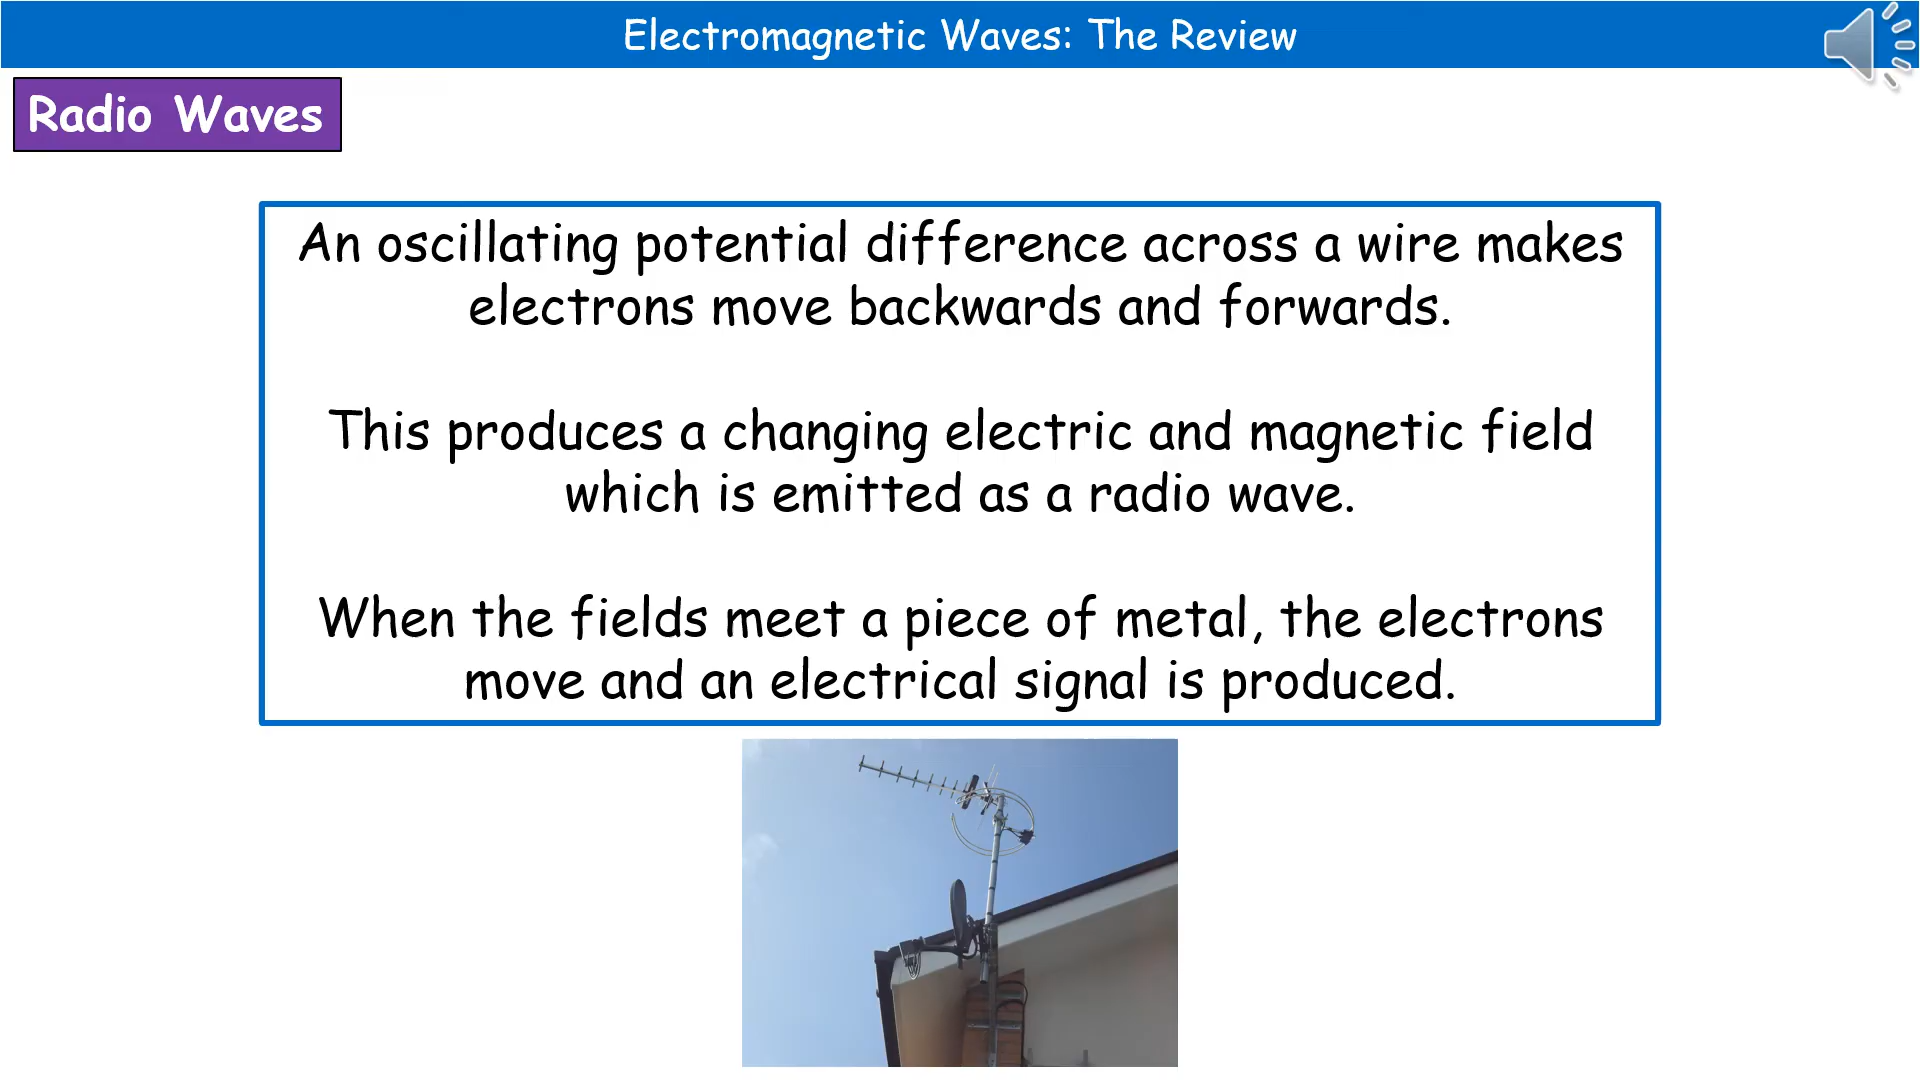 Electromagnetic Waves: The Review
Radio Waves
An oscillating potential difference across a wire makes
electrons move backwards and forwards.
This produces a changing electric and magnetic field
which is emitted as a radio wave.
When the fields meet a piece of metal, the electrons
move and an electrical signal is produced.